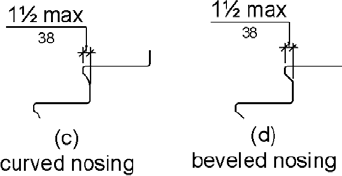 1½ max
38
(c)
curved nosing
1½ max
38
(d)
beveled nosing